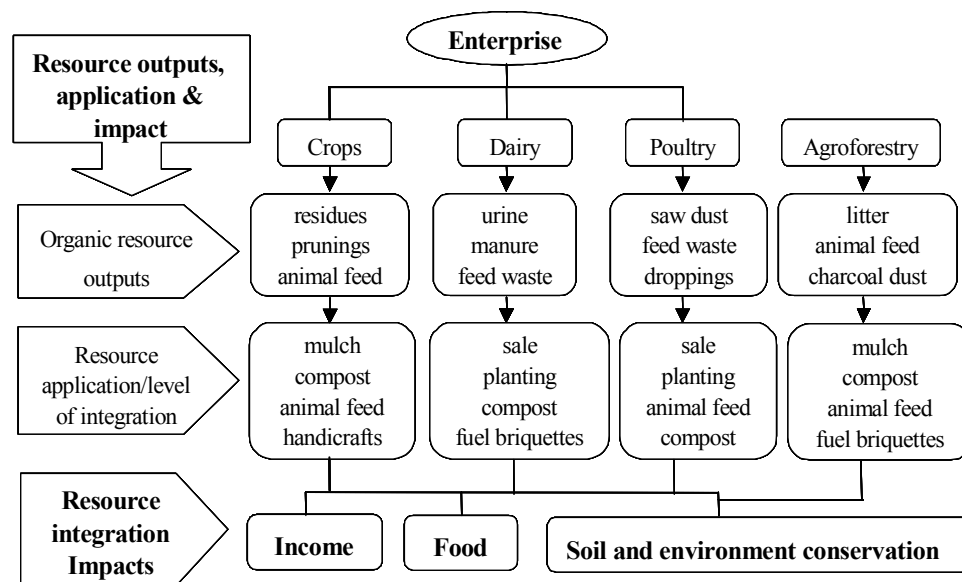 Enterprise
Resource outputs,
application &
impact
Crops
Dairy
Poultry
Agroforestry
Organic resource
outputs
residues
prunings
animal feed
urine
manure
feed waste
saw dust
feed waste
droppings
litter
animal feed
charcoal dust
Resource
application/level
of integration
mulch
compost
animal feed
handicrafts
sale
planting
compost
fuel briquettes
sale
planting
animal feed
compost
mulch
compost
animal feed
fuel briquettes
Resource
integration
Impacts
Income
Food
Soil and environment conservation